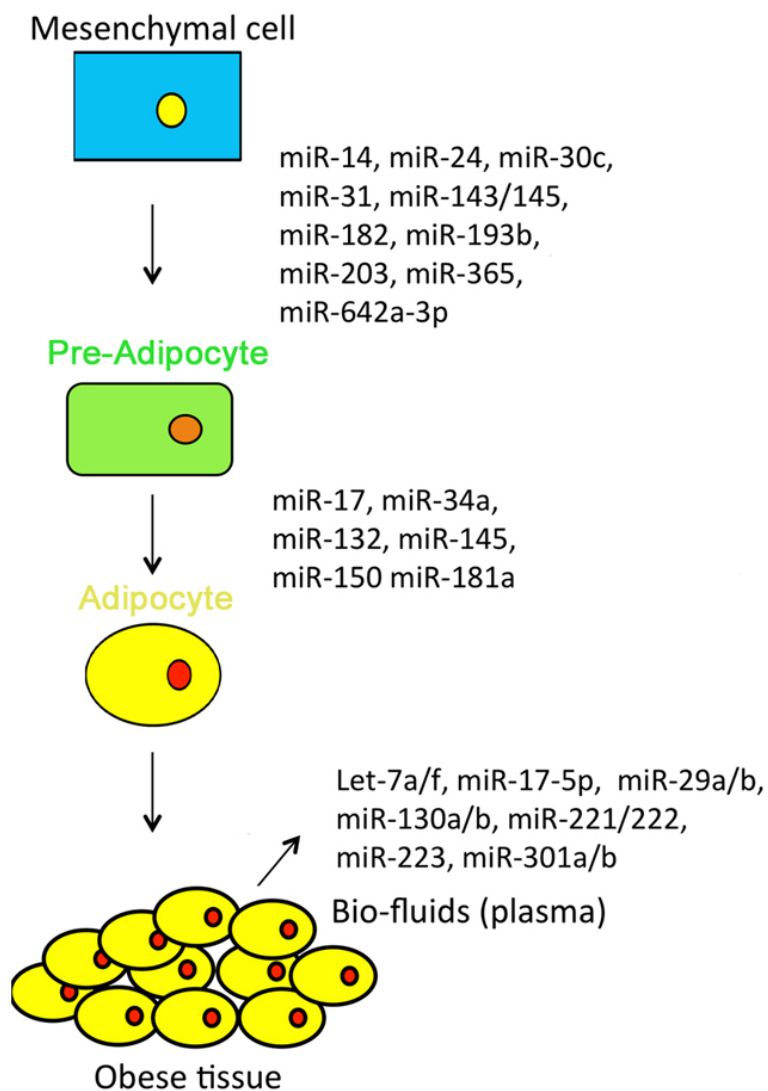 Mesenchymal cell
miR-14, miR-24, miR-30c,
miR-31, miR-143/145,
miR-182, miR-193b,
miR-203, miR-365,
miR-642a-3p
Pre-Adipocyte
miR-17, miR-34a,
miR-132, miR-145,
miR-150 miR-181a
Adipocyte
Let-7a/f, miR-17-5p, miR-29a/b,
miR-130a/b, miR-221/222,
miR-223, miR-301a/b
Bio-fluids (plasma)
Obese tissue